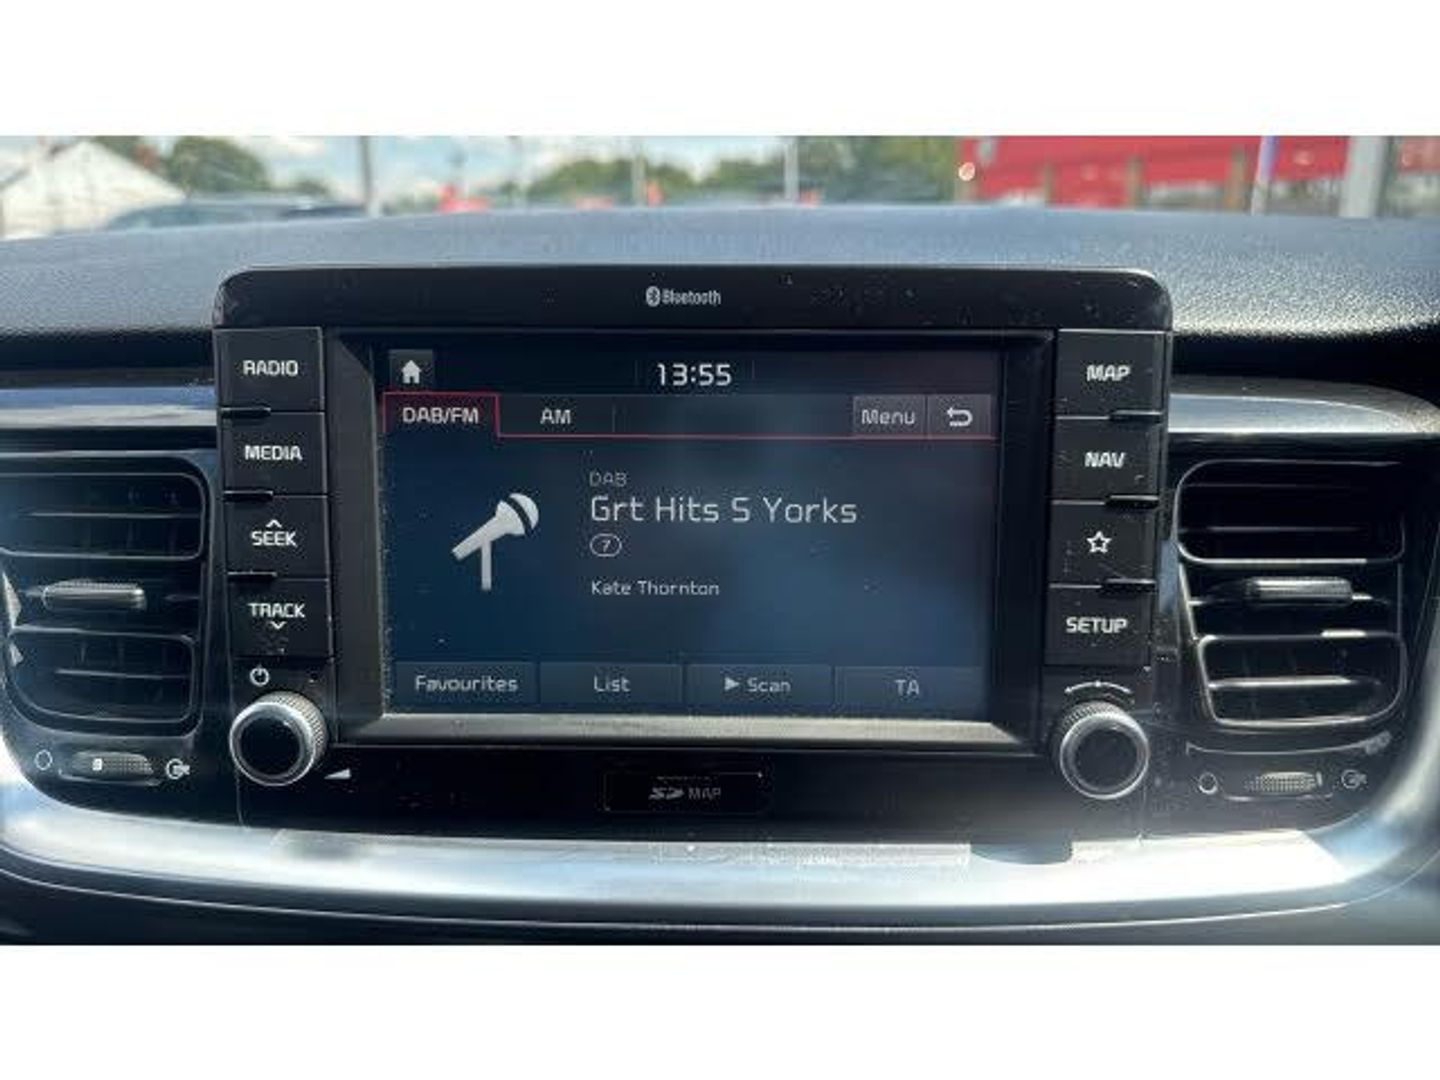 Bluetooth
RADIO
MEDIA
SEEK
TRACK
13:55
DAB/FM AM Menu
DAB
Grt Hits S Yorks
7
Kate Thornton
Favourites List Scan TA
MAP
NAV
SETUP
SD MAP